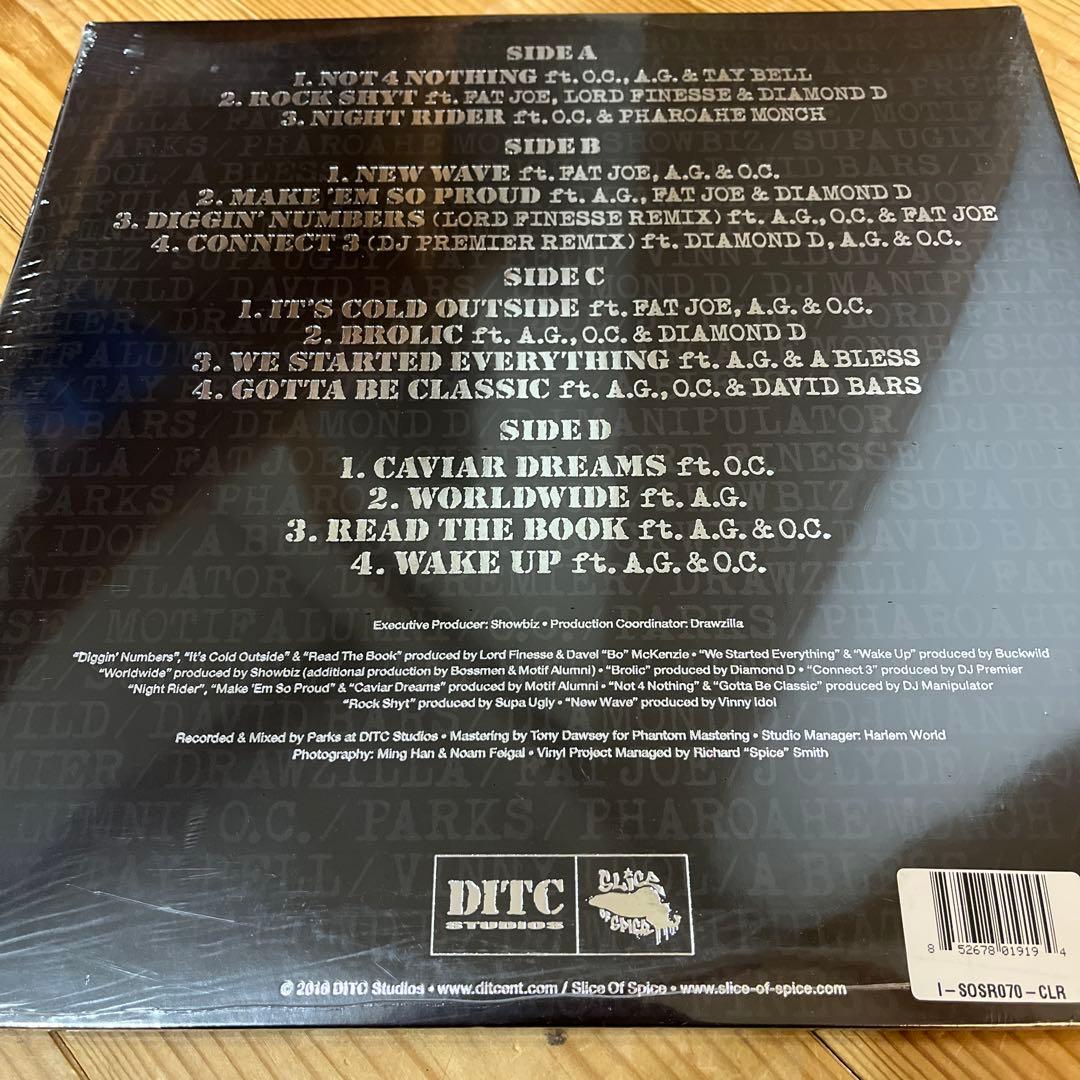 SIDE A
1. NOT 4 NOTHING ft. O.C., A.G. & TAY BELL
2. ROCK SHYT ft. FAT JOE, LORD FINESSE & DIAMOND D
3. NIGHT RIDER ft. O.C. & PHAROAHE MONCH
SIDE B
1. NEW WAVE ft. FAT JOE, A.G. & O.C.
2. MAKE 'EM SO PROUD ft. A.G., FAT JOE & DIAMOND D
3. DIGGIN' NUMBERS (LORD FINESSE REMIX) ft. A.G., O.C. & FAT JOE
4. CONNECT 3 (DJ PREMIER REMIX) ft. DIAMOND D, A.G. & O.C.
SIDE C
1. IT'S COLD OUTSIDE ft. FAT JOE, A.G. & O.C.
2. BROLIC ft. A.G., O.C. & DIAMOND D
3. WE STARTED EVERYTHING ft. A.G. & A BLESS
4. GOTTA BE CLASSIC ft. A.G., O.C. & DAVID BARS
SIDE D
1. CAVIAR DREAMS ft. O.C.
2. WORLDWIDE ft. A.G.
3. READ THE BOOK ft. A.G. & O.C.
4. WAKE UP ft. A.G. & O.C.
Executive Producer: Showbiz • Production Coordinator: Drawzilla
"Diggin' Numbers", "It's Cold Outside" & "Read The Book" produced by Lord Finesse & Davel "Bo" McKenzie • "We Started Everything" & "Wake Up" produced by Buckwild
"Worldwide" produced by Showbiz (additional production by Bossmen & Motif Alumni) • "Brolic" produced by Diamond D • "Connect 3" produced by DJ Premier
"Night Rider", "Make 'Em So Proud" & "Caviar Dreams" produced by Motif Alumni • "Not 4 Nothing" & "Gotta Be Classic" produced by DJ Manipulator
"Rock Shyt" produced by Supa Ugly • "New Wave" produced by Vinny Idol
Recorded & Mixed by Parks at DITC Studios • Mastering by Tony Dawsey for Phantom Mastering • Studio Manager: Harlem World
Photography: Ming Han & Noam Feigal • Vinyl Project Managed by Richard "Spice" Smith
DITC
STUDIOS
SLICE
OF SPICE
8 52678 01919 4
I-SOSR070-CLR
© 2016 DITC Studios • www.ditcent.com / Slice Of Spice • www.slice-of-spice.com